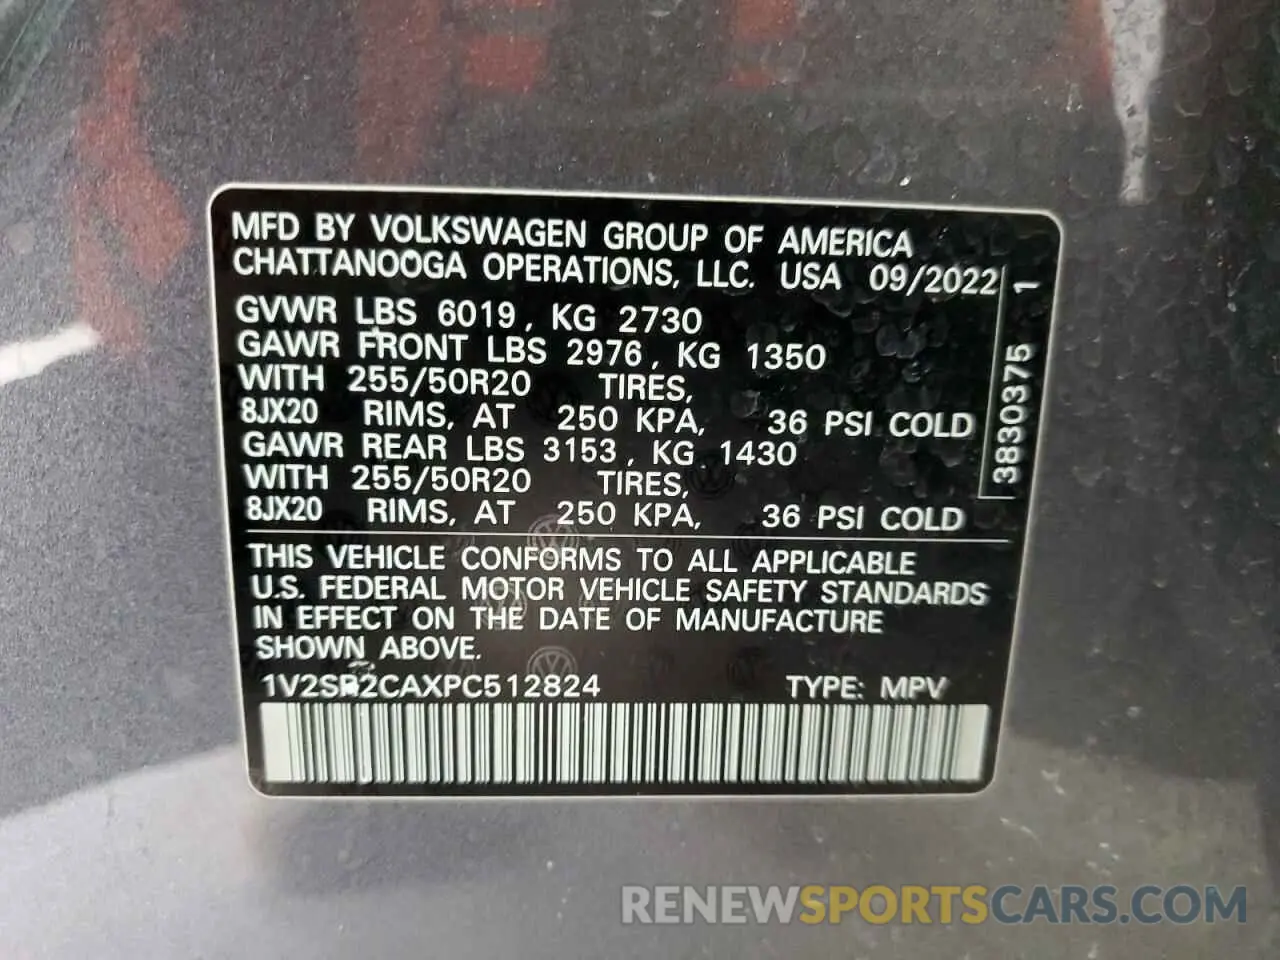 MFD BY VOLKSWAGEN GROUP OF AMERICA
CHATTANOOGA OPERATIONS, LLC. USA 09/2022
GVWR LBS 6019, KG 2730
GAWR FRONT LBS 2976, KG 1350
WITH 255/50R20 TIRES,
8JX20 RIMS, AT 250 KPA, 36 PSI COLD
GAWR REAR LBS 3153, KG 1430
WITH 255/50R20 TIRES,
8JX20 RIMS, AT 250 KPA, 36 PSI COLD
3830375 1
THIS VEHICLE CONFORMS TO ALL APPLICABLE
U.S. FEDERAL MOTOR VEHICLE SAFETY STANDARDS
IN EFFECT ON THE DATE OF MANUFACTURE
SHOWN ABOVE.
1V2SR2CAXPC512824 TYPE: MPV
RENEWSPORTSCARS.COM